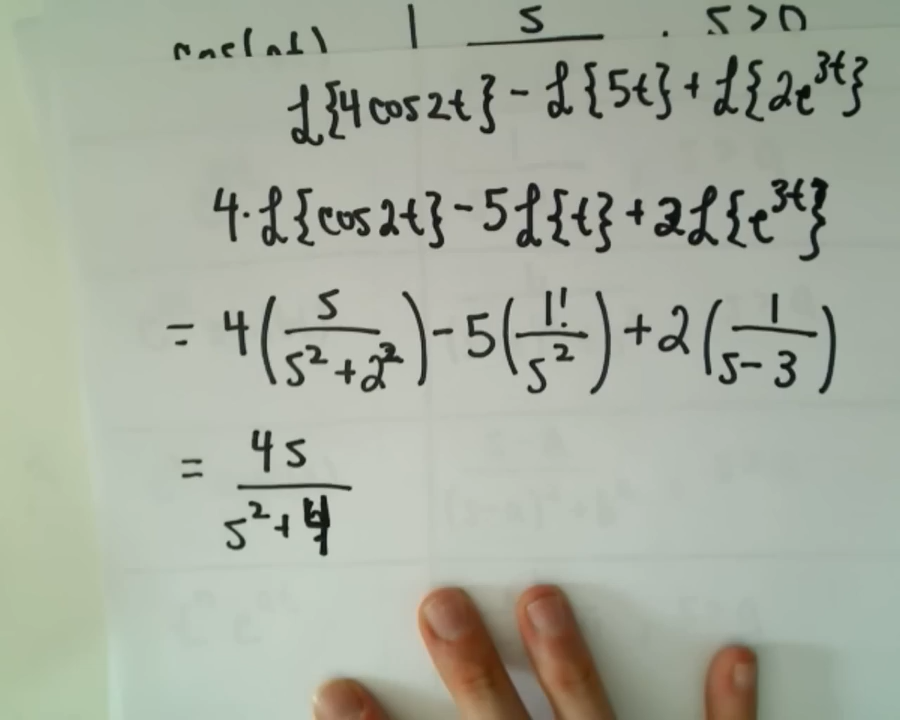 s , s>0
ℒ{4cos2t} - ℒ{5t} + ℒ{2e^{3t}}
4·ℒ{cos2t} - 5ℒ{t} + 2ℒ{e^{3t}}
= 4(s/(s²+2²)) - 5(1!/s²) + 2(1/(s-3))
= 4s/(s²+4)